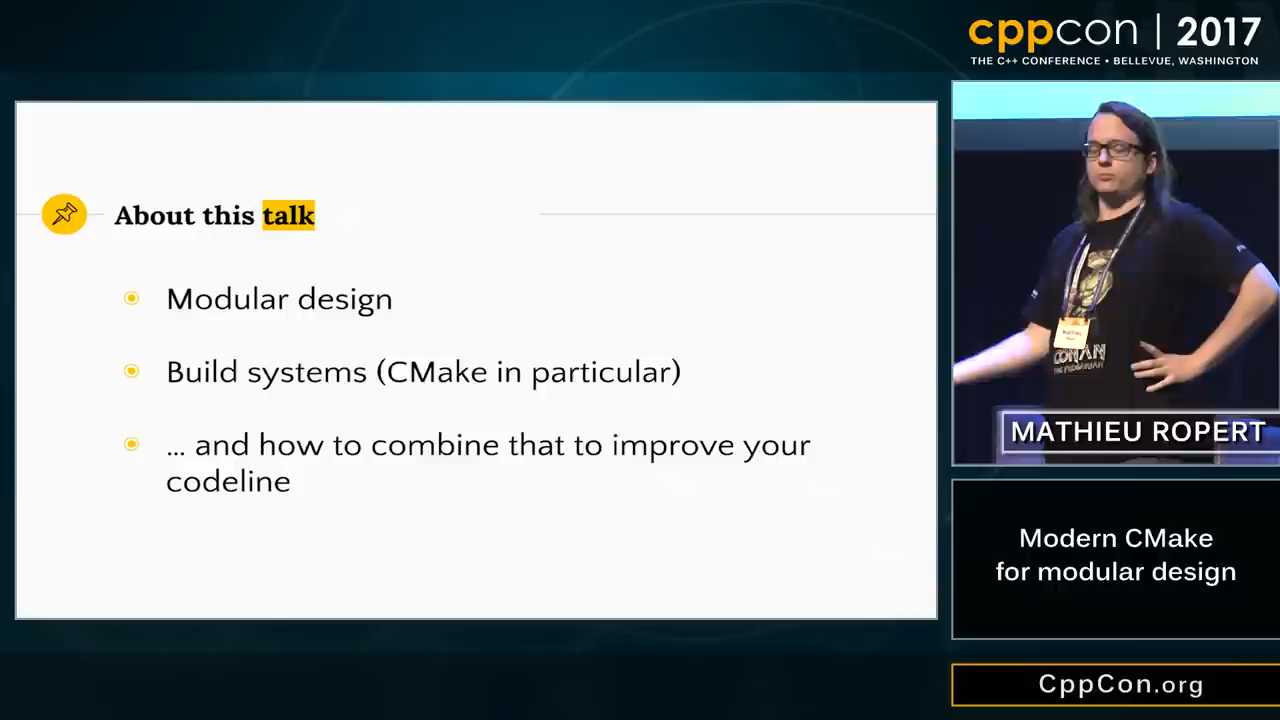 cppcon | 2017
THE C++ CONFERENCE • BELLEVUE, WASHINGTON
About this talk
Modular design
Build systems (CMake in particular)
... and how to combine that to improve your
codeline
CONAN
MATHIEU ROPERT
Modern CMake
for modular design
CppCon.org